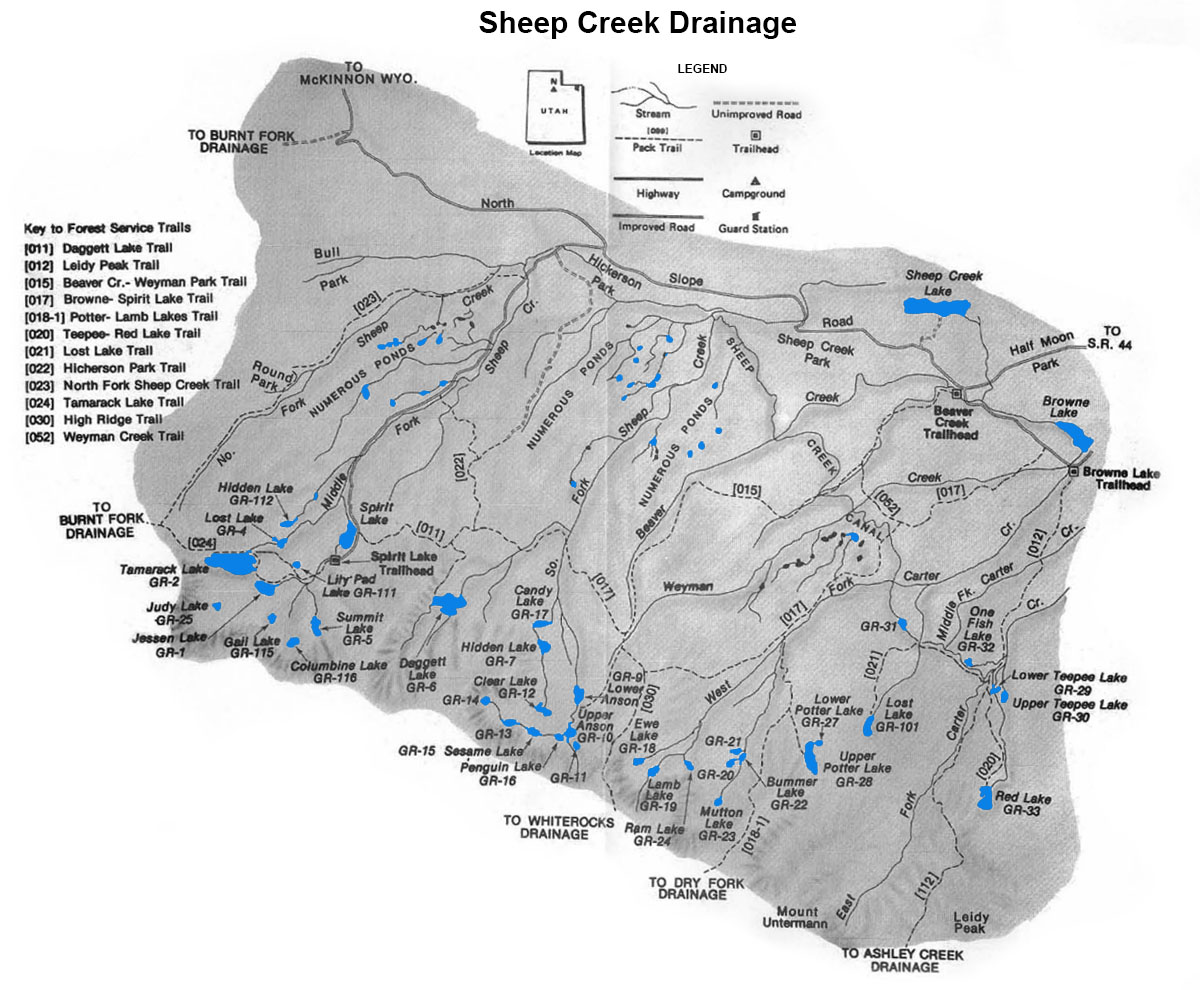 Sheep Creek Drainage
TO
McKINNON WYO.
TO BURNT FORK
DRAINAGE
N
UTAH
Location Map
LEGEND
Stream
[089]
Pack Trail
Highway
Improved Road
Unimproved Road
Trailhead
Campground
Guard Station
Key to Forest Service Trails
[011] Daggett Lake Trail
[012] Leidy Peak Trail
[015] Beaver Cr.- Weyman Park Trail
[017] Browne- Spirit Lake Trail
[018-1] Potter- Lamb Lakes Trail
[020] Teepee- Red Lake Trail
[021] Lost Lake Trail
[022] Hicherson Park Trail
[023] North Fork Sheep Creek Trail
[024] Tamarack Lake Trail
[030] High Ridge Trail
[052] Weyman Creek Trail
North
Slope
Road
Bull
Park
Hickerson
Park
[023]
Sheep
Creek
Cr.
Sheep
Fork
Middle
Round
Park
No.
Fork
NUMEROUS PONDS
NUMEROUS PONDS
NUMEROUS PONDS
Creek
Sheep
Fork
So.
SHEEP
CREEK
CANAL
Sheep Creek
Lake
Sheep Creek
Park
Half Moon
Park
TO
S.R. 44
Browne
Lake
Beaver
Creek
Trailhead
Browne Lake
Trailhead
Creek
Beaver
[015]
Creek
[017]
[052]
Weyman
[022]
[011]
TO
BURNT FORK
DRAINAGE
[024]
Hidden Lake
GR-112
Lost Lake
GR-4
Spirit
Lake
Spirit Lake
Trailhead
Tamarack Lake
GR-2
Lily Pad
Lake GR-111
Judy Lake
GR-25
Jessen Lake
GR-1
Gail Lake
GR-115
Summit
Lake
GR-5
Columbine Lake
GR-116
Daggett
Lake
GR-6
Candy
Lake
GR-17
Hidden Lake
GR-7
Clear Lake
GR-12
GR-14
GR-13
GR-15 Sesame Lake
Penguin Lake
GR-16
GR-11
GR-9
Lower
Anson
Upper
Anson
GR-10
[017]
[030]
Ewe
Lake
GR-18
Lamb
Lake
GR-19
Ram Lake
GR-24
GR-20
GR-21
Mutton
Lake
GR-23
Bummer
Lake
GR-22
Lower
Potter Lake
GR-27
Upper
Potter Lake
GR-28
Lost
Lake
GR-101
[021]
GR-31
[017]
West
Fork
Carter
Cr.
Middle
Fk.
Carter
Cr.
[012]
Cr.
One
Fish
Lake
GR-32
Lower Teepee Lake
GR-29
Upper Teepee Lake
GR-30
Carter
Fork
East
[020]
Red Lake
GR-33
[018-1]
[112]
TO WHITEROCKS
DRAINAGE
TO DRY FORK
DRAINAGE
Mount
Untermann
Leidy
Peak
TO ASHLEY CREEK
DRAINAGE